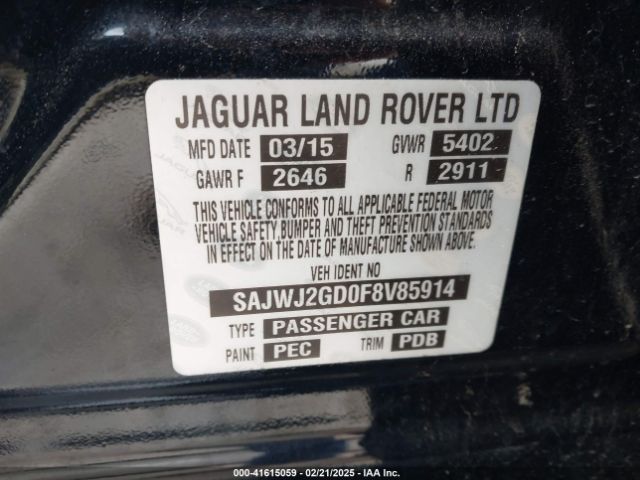 JAGUAR LAND ROVER LTD
MFD DATE 03/15 GVWR 5402
GAWR F 2646 R 2911
THIS VEHICLE CONFORMS TO ALL APPLICABLE FEDERAL MOTOR
VEHICLE SAFETY, BUMPER AND THEFT PREVENTION STANDARDS
IN EFFECT ON THE DATE OF MANUFACTURE SHOWN ABOVE.
VEH IDENT NO
SAJWJ2GD0F8V85914
TYPE PASSENGER CAR
PAINT PEC TRIM PDB
000-41615059 - 02/21/2025 - IAAI.com